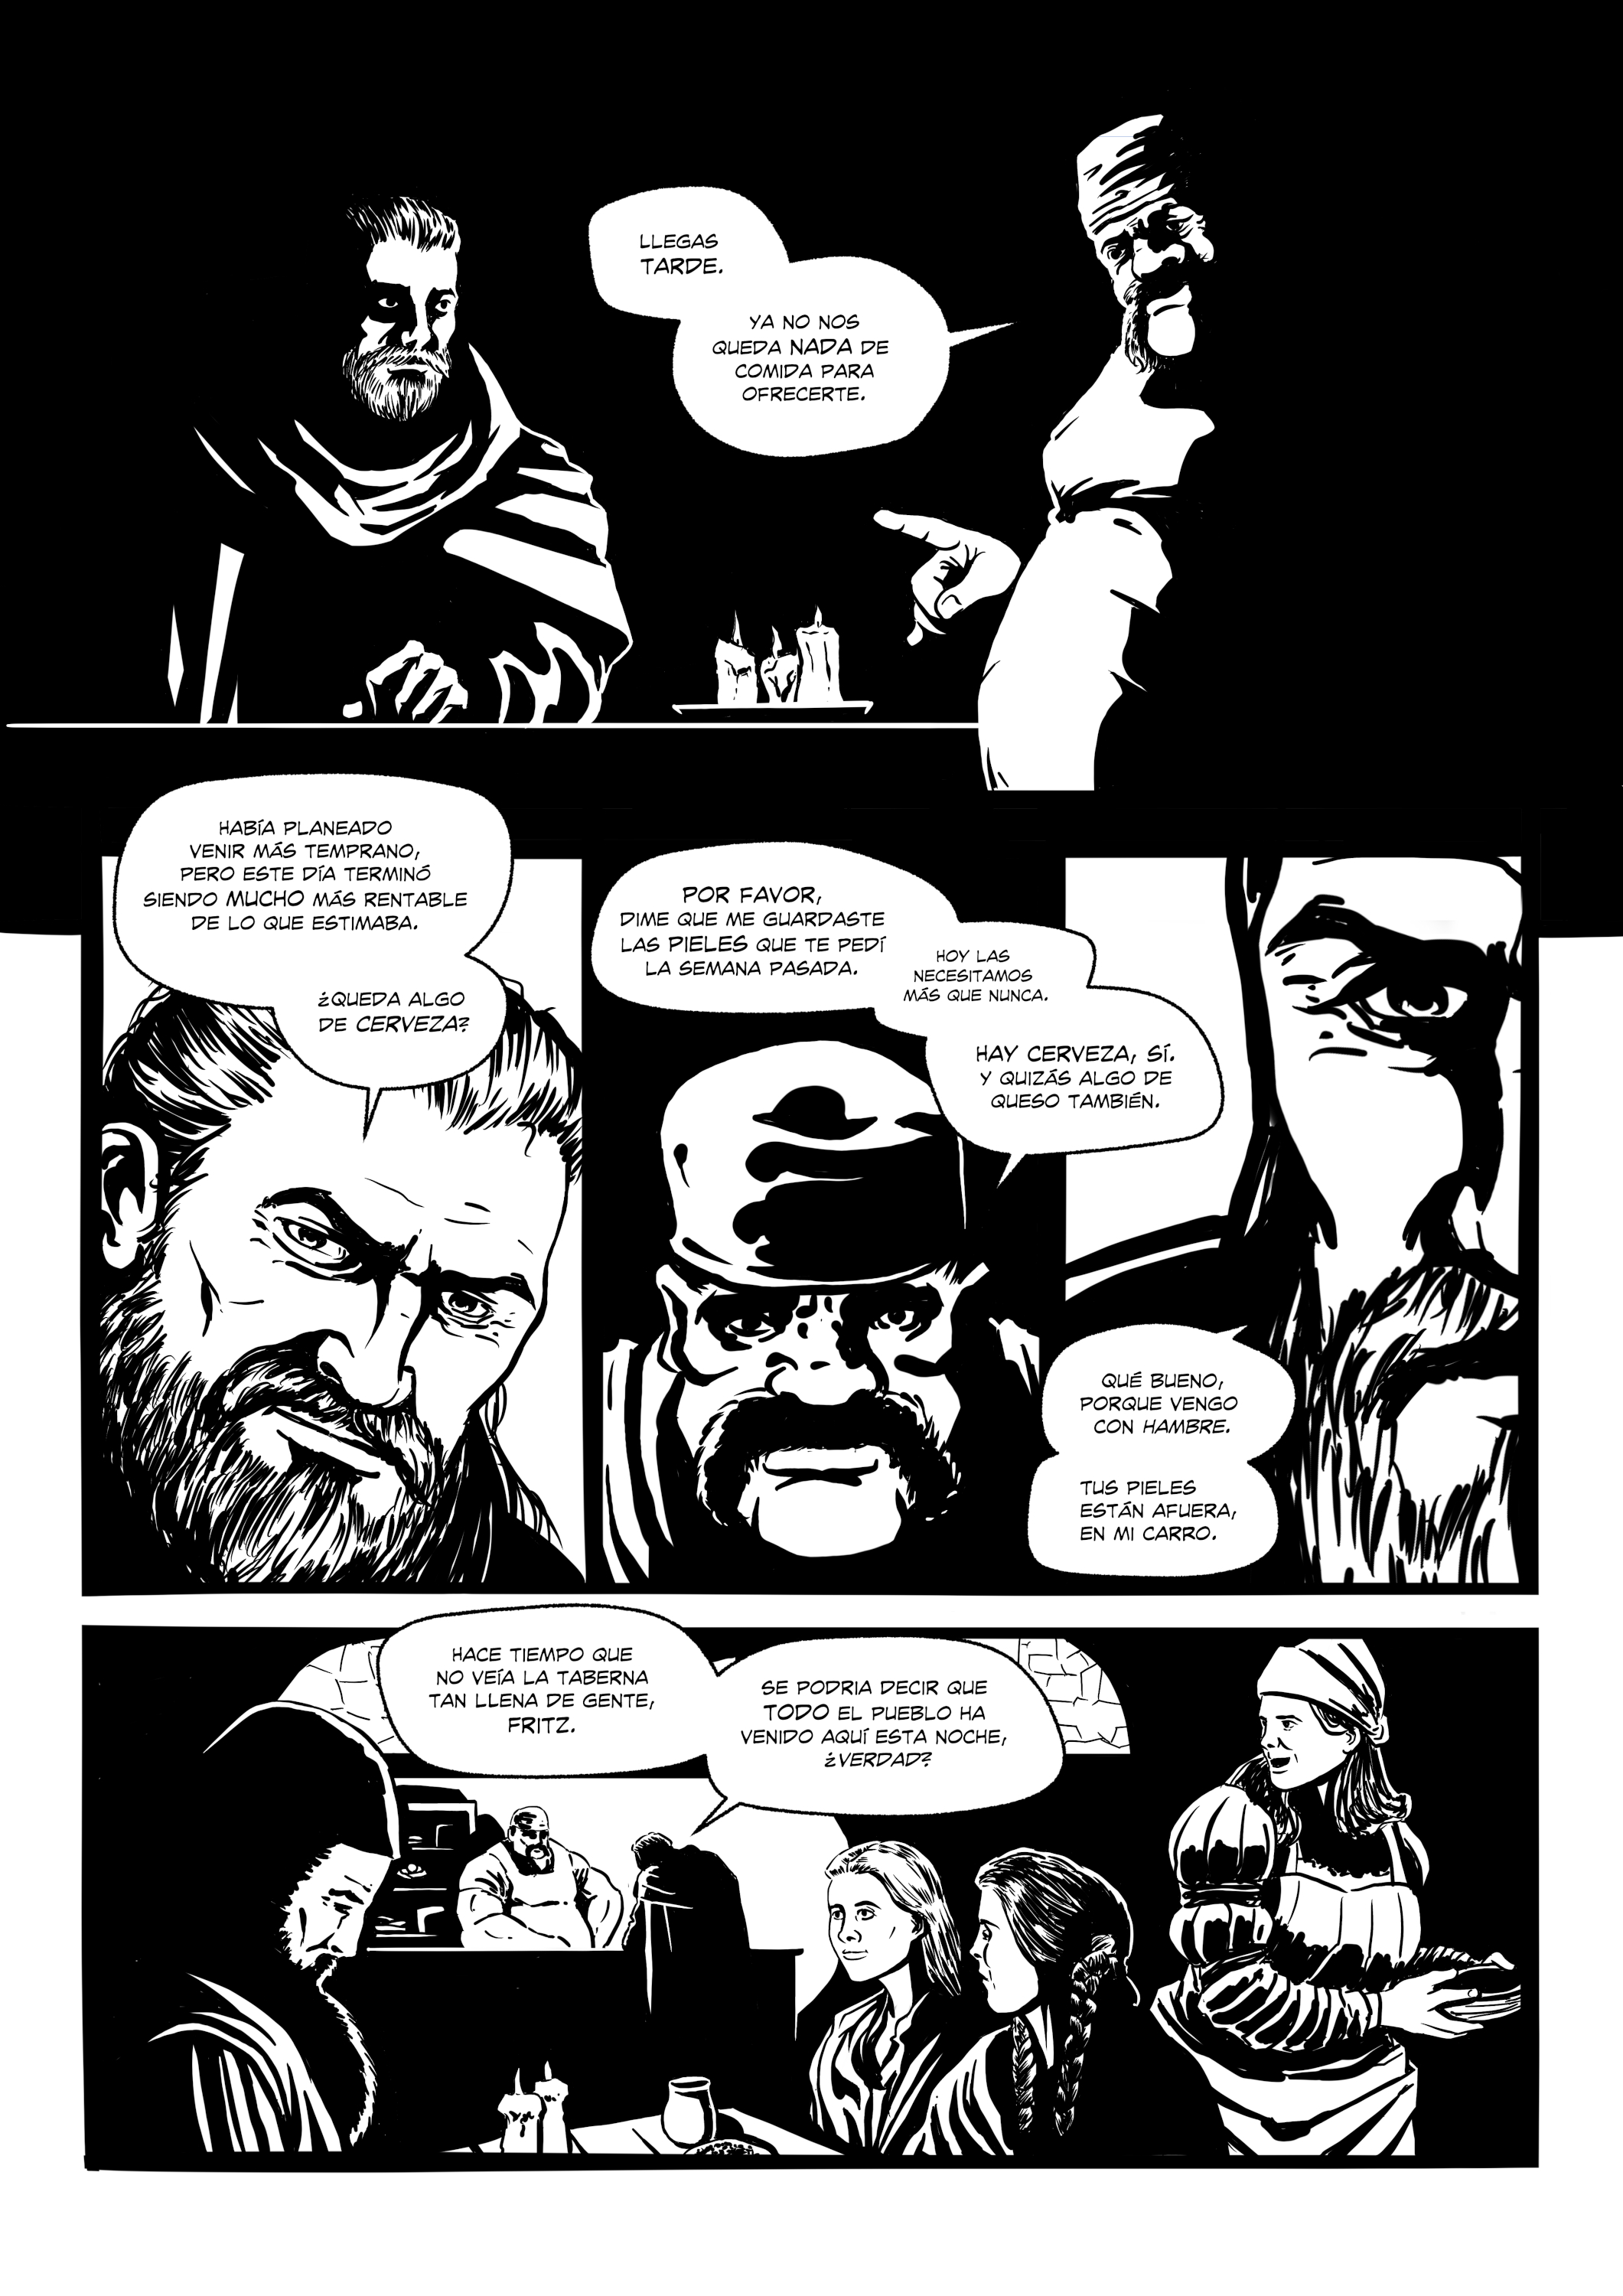 LLEGAS
TARDE.
YA NO NOS
QUEDA NADA DE
COMIDA PARA
OFRECERTE.
HABÍA PLANEADO
VENIR MÁS TEMPRANO,
PERO ESTE DÍA TERMINÓ
SIENDO MUCHO MÁS RENTABLE
DE LO QUE ESTIMABA.
¿QUEDA ALGO
DE CERVEZA?
POR FAVOR,
DIME QUE ME GUARDASTE
LAS PIELES QUE TE PEDÍ
LA SEMANA PASADA.
HOY LAS
NECESITAMOS
MÁS QUE NUNCA.
HAY CERVEZA, SÍ.
Y QUIZÁS ALGO DE
QUESO TAMBIÉN.
QUÉ BUENO,
PORQUE VENGO
CON HAMBRE.
TUS PIELES
ESTÁN AFUERA,
EN MI CARRO.
HACE TIEMPO QUE
NO VEÍA LA TABERNA
TAN LLENA DE GENTE,
FRITZ.
SE PODRIA DECIR QUE
TODO EL PUEBLO HA
VENIDO AQUÍ ESTA NOCHE,
¿VERDAD?